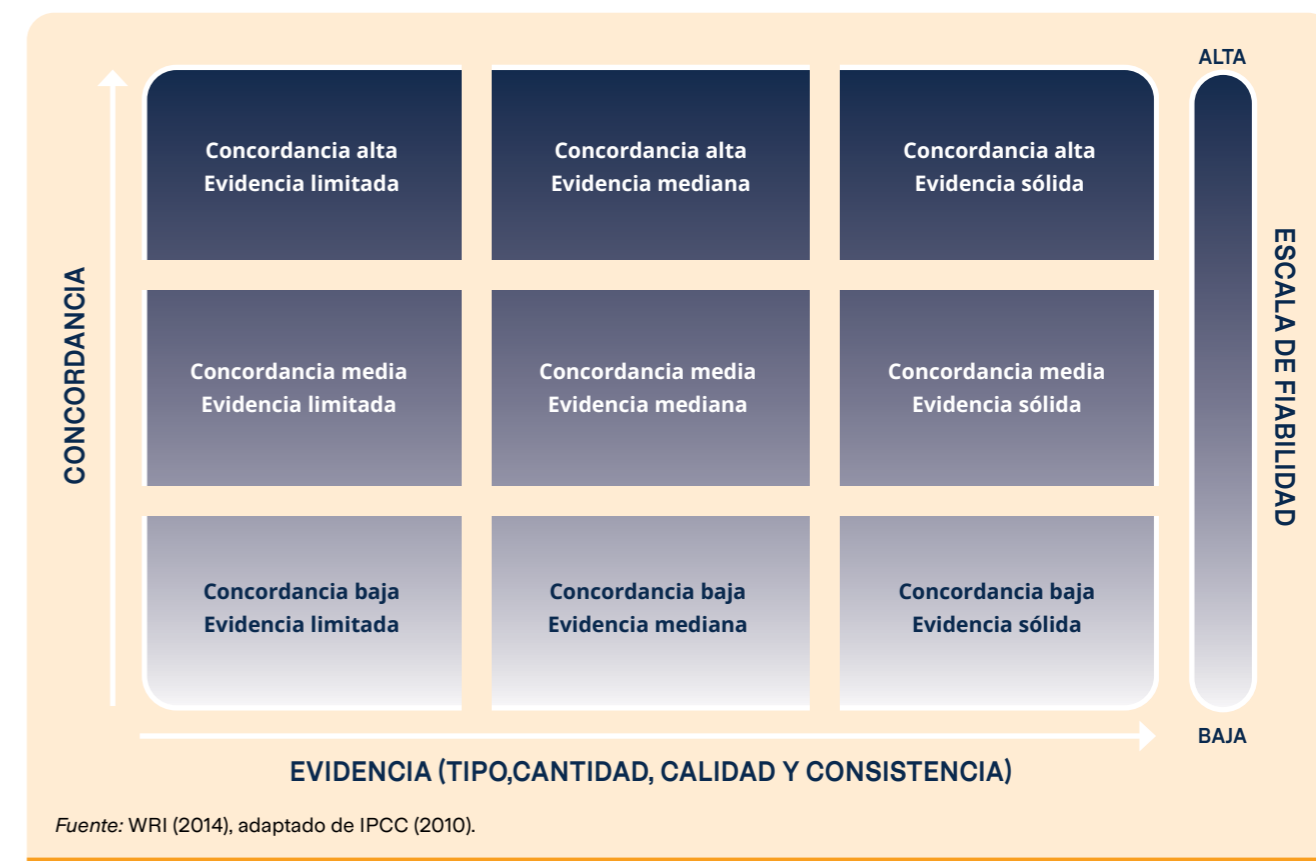 ALTA
Concordancia alta
Evidencia limitada
Concordancia alta
Evidencia mediana
Concordancia alta
Evidencia sólida
CONCORDANCIA
Concordancia media
Evidencia limitada
Concordancia media
Evidencia mediana
Concordancia media
Evidencia sólida
ESCALA DE FIABILIDAD
Concordancia baja
Evidencia limitada
Concordancia baja
Evidencia mediana
Concordancia baja
Evidencia sólida
BAJA
EVIDENCIA (TIPO,CANTIDAD, CALIDAD Y CONSISTENCIA)
Fuente: WRI (2014), adaptado de IPCC (2010).